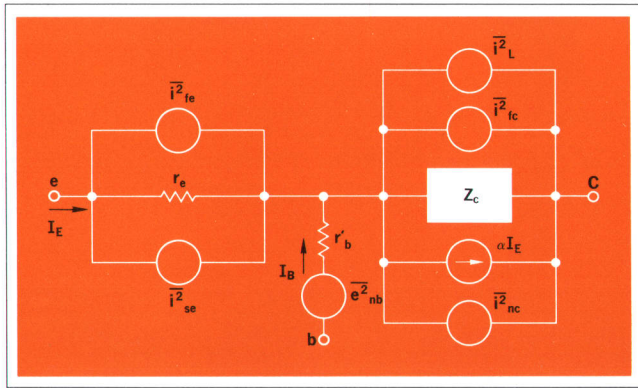 i²L
i²fe
i²fc
e
re
Zc
C
IE
r′b
αIE
IB
i²se
e²nb
i²nc
b